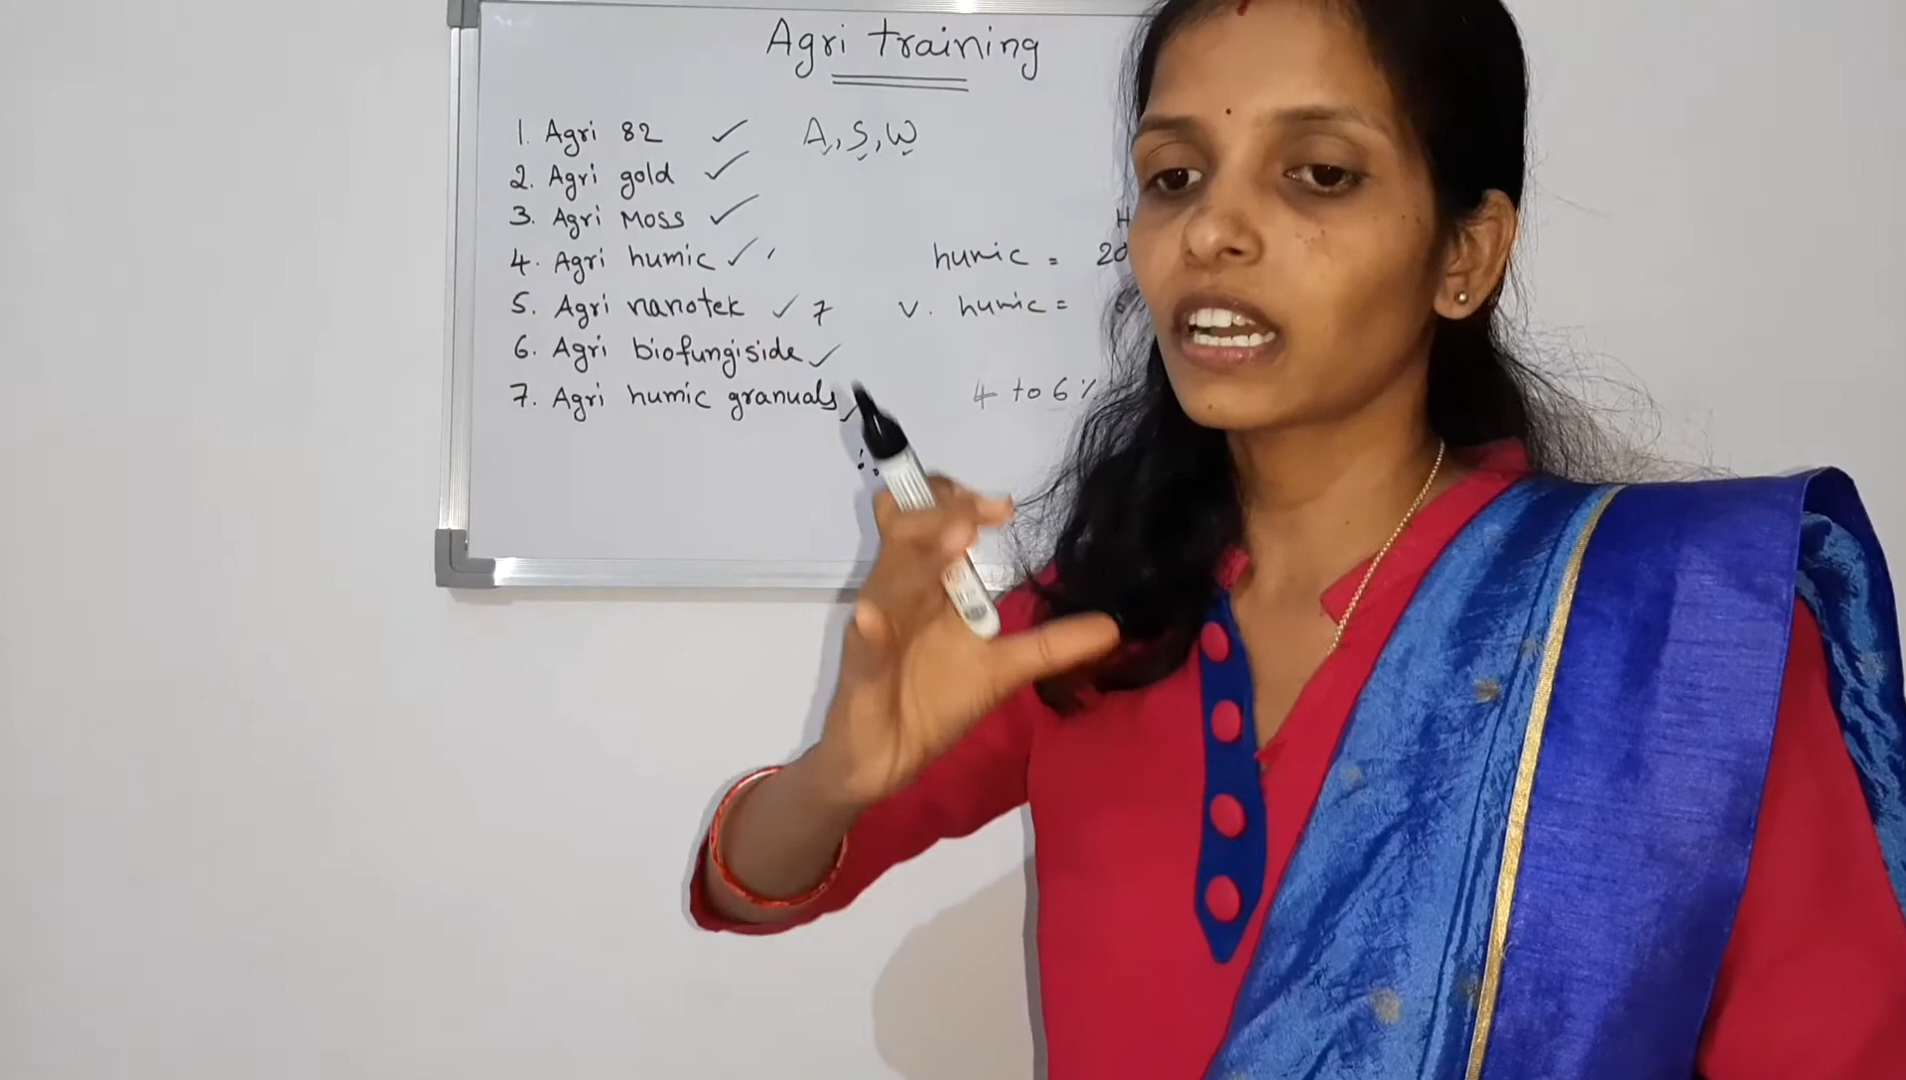 Agri training
1. Agri 82 ✓ A, S, W
2. Agri gold ✓
3. Agri Moss ✓
4. Agri humic ✓
5. Agri nanotek ✓ 7
6. Agri biofungiside ✓
7. Agri humic granuals ✓
H
humic = 20
v. humic = 6
4 to 6%